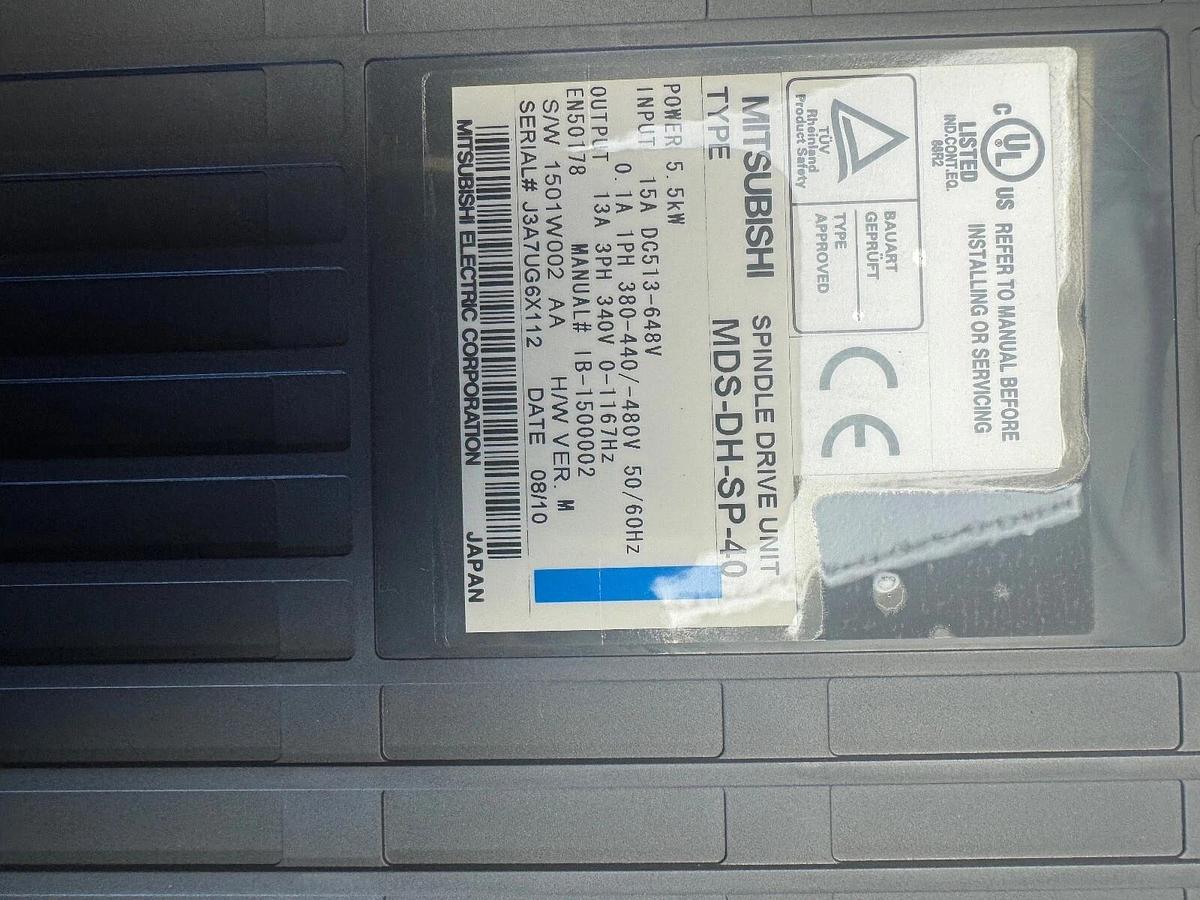 C UL US
®
LISTED
IND.CONT.EQ.
68R2
REFER TO MANUAL BEFORE
INSTALLING OR SERVICING
TÜV
Rheinland
Product Safety
BAUART
GEPRÜFT
TYPE
APPROVED
CE
MITSUBISHI SPINDLE DRIVE UNIT
TYPE MDS-DH-SP-40
POWER 5.5kW
INPUT 15A DC513-648V
0.1A 1PH 380-440/-480V 50/60Hz
OUTPUT 13A 3PH 340V 0-1167Hz
EN50178 MANUAL# IB-1500002
S/W 1501W002 AA H/W VER. M
SERIAL# J3A7UG6X112 DATE 08/10
MITSUBISHI ELECTRIC CORPORATION JAPAN